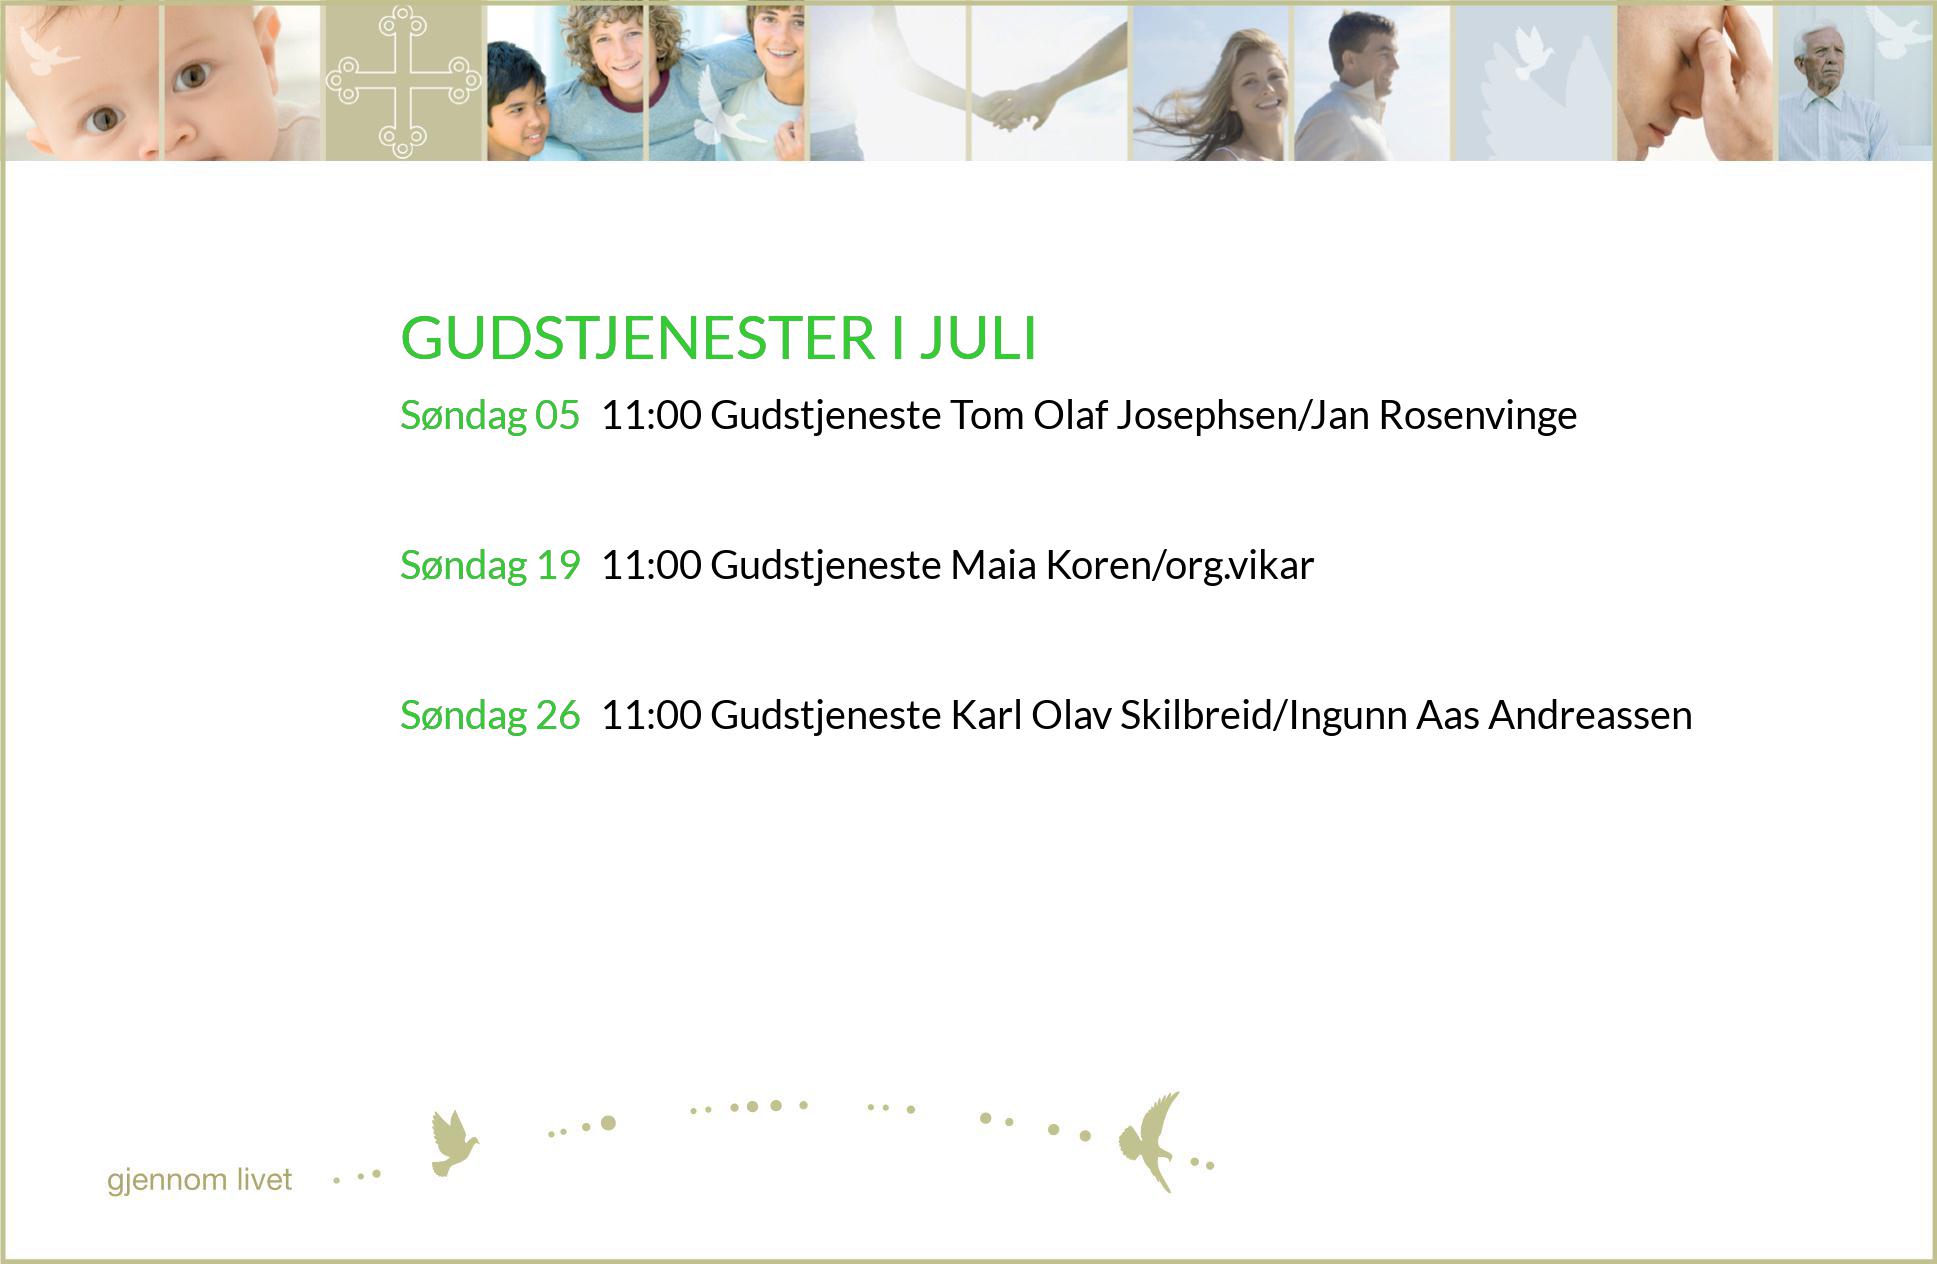 GUDSTJENESTER I JULI
Søndag 05 11:00 Gudstjeneste Tom Olaf Josephsen/Jan Rosenvinge
Søndag 19 11:00 Gudstjeneste Maia Koren/org.vikar
Søndag 26 11:00 Gudstjeneste Karl Olav Skilbreid/Ingunn Aas Andreassen
gjennom livet